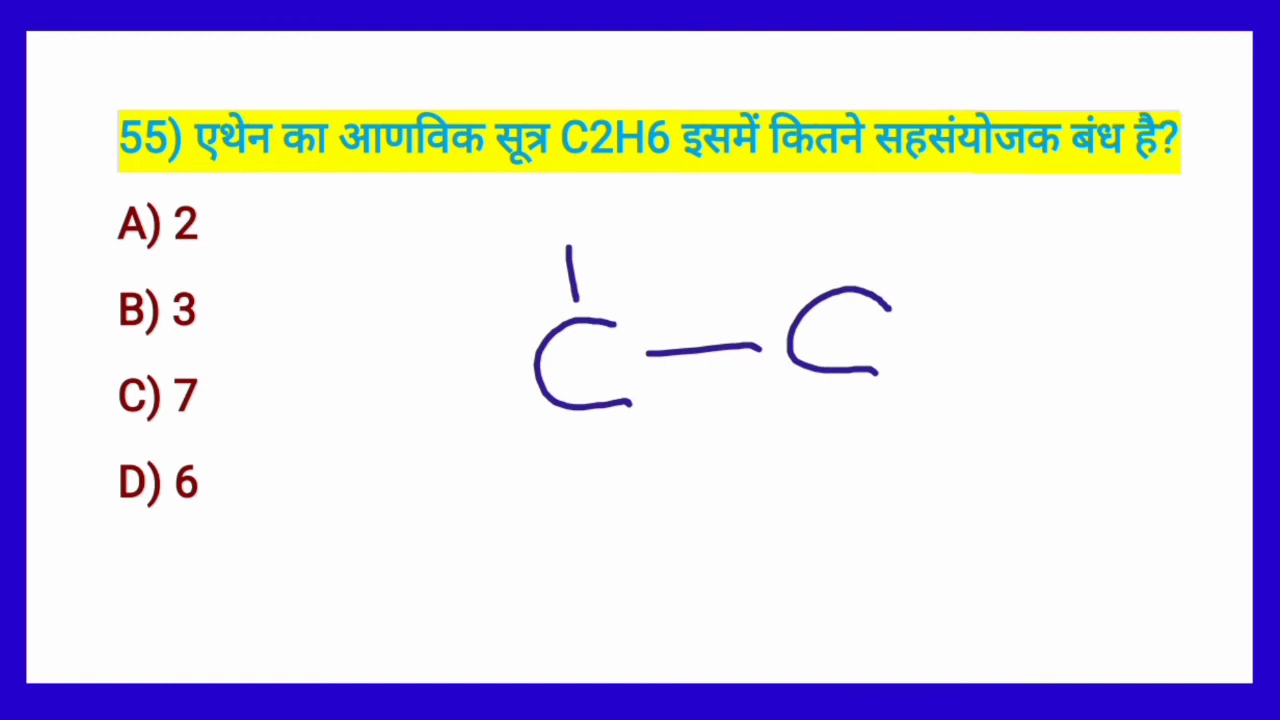 55) एथेन का आणविक सूत्र C2H6 इसमें कितने सहसंयोजक बंध है?
A) 2
B) 3
C) 7
D) 6
C — C